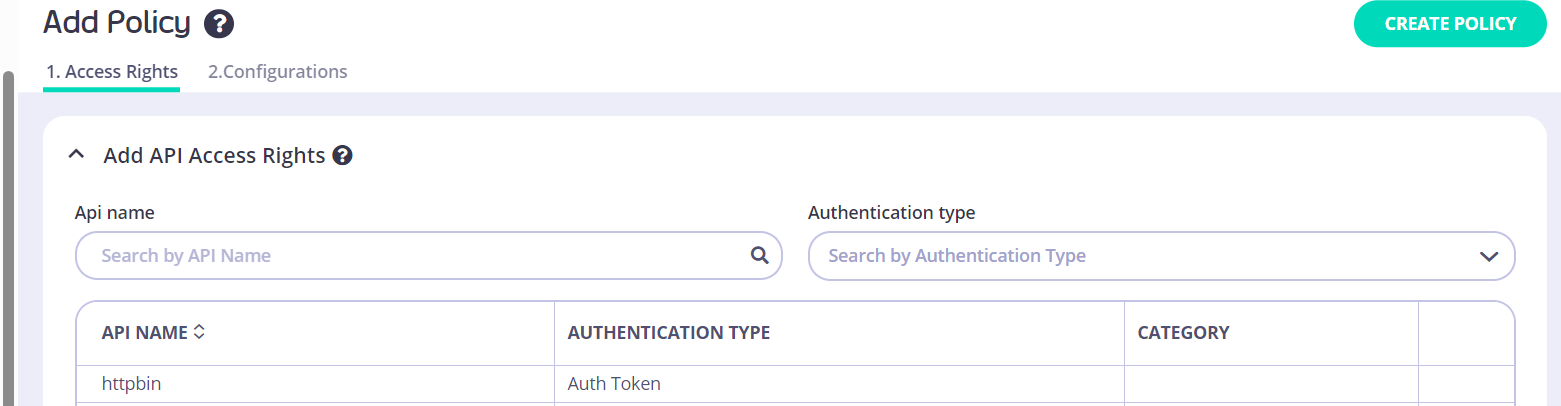 Add Policy ?
CREATE POLICY
1. Access Rights 2.Configurations
Add API Access Rights ?
Api name Authentication type
Search by API Name Search by Authentication Type
API NAME AUTHENTICATION TYPE CATEGORY
httpbin Auth Token